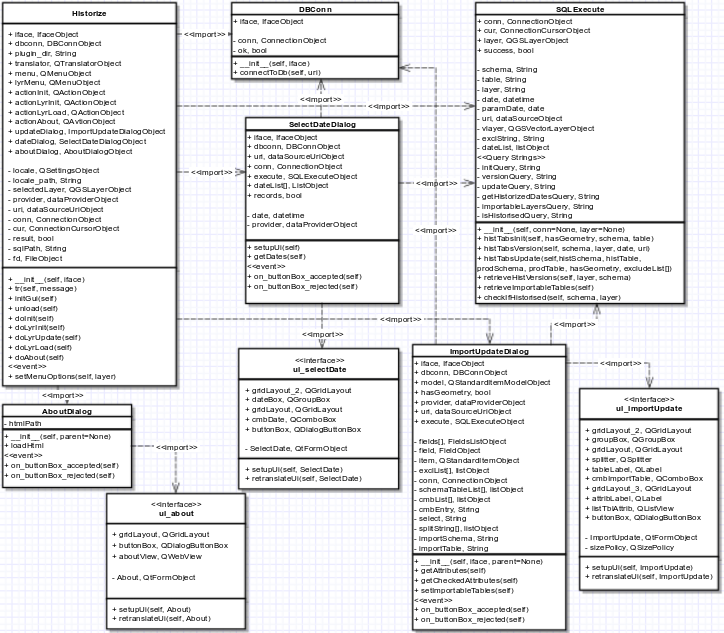 Historize
+ iface, IfaceObject
+ dbconn, DBConnObject
+ plugin_dir, String
+ translator, QTranslatorObject
+ menu, QMenuObject
+ lyrMenu, QMenuObject
+ actionInit, QActionObject
+ actionLyrInit, QActionObject
+ actionLyrLoad, QActionObject
+ actionAbout, QAvtionObject
+ updateDialog, ImportUpdateDialogObject
+ dateDialog, SelectDateDialogObject
+ aboutDialog, AboutDialogObject
- locale, QSettingsObject
- locale_path, String
- selectedLayer, QGSLayerObject
- provider, dataProviderObject
- uri, dataSourceUriObject
- conn, ConnectionObject
- cur, ConnectionCursorObject
- result, bool
- sqlPath, String
- fd, FileObject
+ __init__(self, iface)
+ tr(self, message)
+ initGui(self)
+ unload(self)
+ doInit(self)
+ doLyrInit(self)
+ doLyrUpdate(self)
+ doLyrLoad(self)
+ doAbout(self)
<<event>>
+ setMenuOptions(self, layer)
<<import>>
DBConn
+ iface, IfaceObject
- conn, ConnectionObject
- ok, bool
+ __init__(self, iface)
+ connectToDb(self, uri)
<<import>>
<<import>>
<<import>>
SelectDateDialog
+ iface, IfaceObject
+ dbconn, DBConnObject
+ uri, dataSourceUriObject
+ conn, ConnectionObject
+ execute, SQLExecuteObject
+ dateList[], ListObject
+ records, bool
- date, datetime
- provider, dataProviderObject
+ setupUi(self)
+ getDates(self)
<<event>>
+ on_buttonBox_accepted(self)
+ on_buttonBox_rejected(self)
<<import>>
<<import>>
SQLExecute
+ conn, ConnectionObject
+ cur, ConnectionCursorObject
+ layer, QGSLayerObject
+ success, bool
- schema, String
- table, String
- layer, String
- date, datetime
- paramDate, date
- uri, dataSourceObject
- vlayer, QGSVectorLayerObject
- exclString, String
- dateList, listObject
<<Query Strings>>
- initQuery, String
- versionQuery, String
- updateQuery, String
- getHistorizedDatesQuery, String
- importableLayersQuery, String
- isHistorisedQuery, String
+ __init__(self, conn=None, layer=None)
+ histTabsInit(self, hasGeometry, schema, table)
+ histTabsVersion(self, schema, layer, date, uri)
+ histTabsUpdate(self,histSchema, histTable,
prodSchema, prodTable, hasGeometry, excludeList[])
+ retrieveHistVersions(self, layer, schema)
+ retrieveImportableTables(self)
+ checkIfHistorised(self, schema, layer)
<<import>>
<<import>>
<<import>>
<<interface>>
ui_selectDate
+ gridLayout_2, QGridLayout
+ dateBox, QGroupBox
+ gridLayout, QGridLayout
+ cmbDate, QComboBox
+ buttonBox, QDialogButtonBox
- SelectDate, QtFormObject
+ setupUi(self, SelectDate)
+ retranslateUi(self, SelectDate)
ImportUpdateDialog
+ iface, IfaceObject
+ dbconn, DBConnObject
+ model, QStandardItemModelObject
+ hasGeometry, bool
+ provider, dataProviderObject
+ uri, dataSourceUriObject
+ execute, SQLExecuteObject
- fields[], FieldsListObject
- field, FieldObject
- item, QStandardItemObject
- exclList[], listObject
- conn, ConnectionObject
- schemaTableList[], listObject
- cmbList[], listObject
- cmbEntry, String
- select, String
- splitString[], listObject
- importSchema, String
- importTable, String
+ __init__(self, iface, parent=None)
+ getAttributes(self)
+ getCheckedAttributes(self)
+ setImportableTables(self)
<<event>>
+ on_buttonBox_accepted(self)
+ on_buttonBox_rejected(self)
<<import>>
<<interface>>
ui_importUpdate
+ gridLayout_2, QGridLayout
+ groupBox, QGroupBox
+ gridLayout, QGridLayout
+ splitter, QSplitter
+ tableLabel, QLabel
+ cmbImportTable, QComboBox
+ gridLayout_3, QGridLayout
+ attribLabel, QLabel
+ listTblAttrib, QListView
+ buttonBox, QDialogButtonBox
- ImportUpdate, QtFormObject
- sizePolicy, QSizePolicy
+ setupUi(self, ImportUpdate)
+ retranslateUi(self, ImportUpdate)
<<import>>
AboutDialog
- htmlPath
+ __init__(self, parent=None)
+ loadHtml
<<event>>
+ on_buttonBox_accepted(self)
+ on_buttonBox_rejected(self)
<<import>>
<<interface>>
ui_about
+ gridLayout, QGridLayout
+ buttonBox, QDialogButtonBox
+ aboutView, QWebView
- About, QtFormObject
+ setupUi(self, About)
+ retranslateUi(self, About)